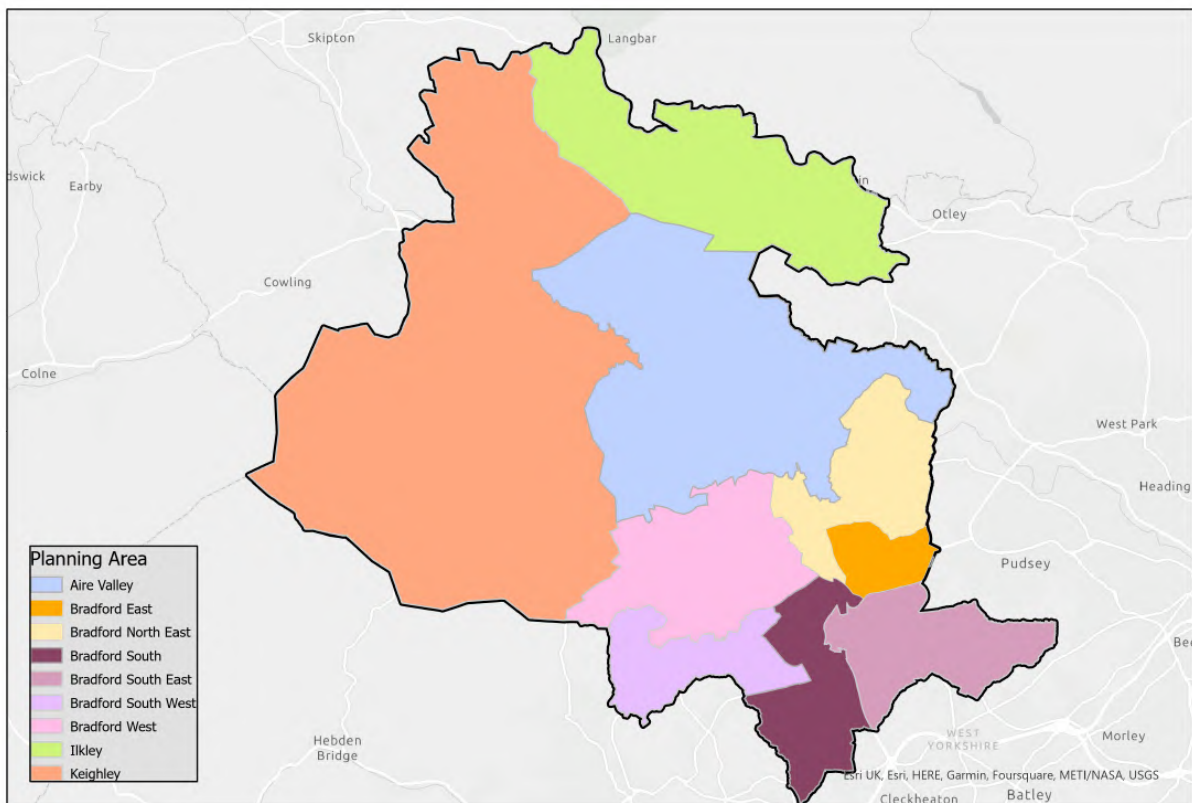 Skipton
Langbar
dswick
Earby
in
Otley
Cowling
Colne
West Park
Heading
Pudsey
Planning Area
Aire Valley
Bradford East
Bradford North East
Bradford South
Bradford South East
Bradford South West
Bradford West
Ilkley
Keighley
Be
Hebden
Bridge
WEST
YORKSHIRE
Morley
Esri UK, Esri, HERE, Garmin, Foursquare, METI/NASA, USGS
Cleckheaton
Batley